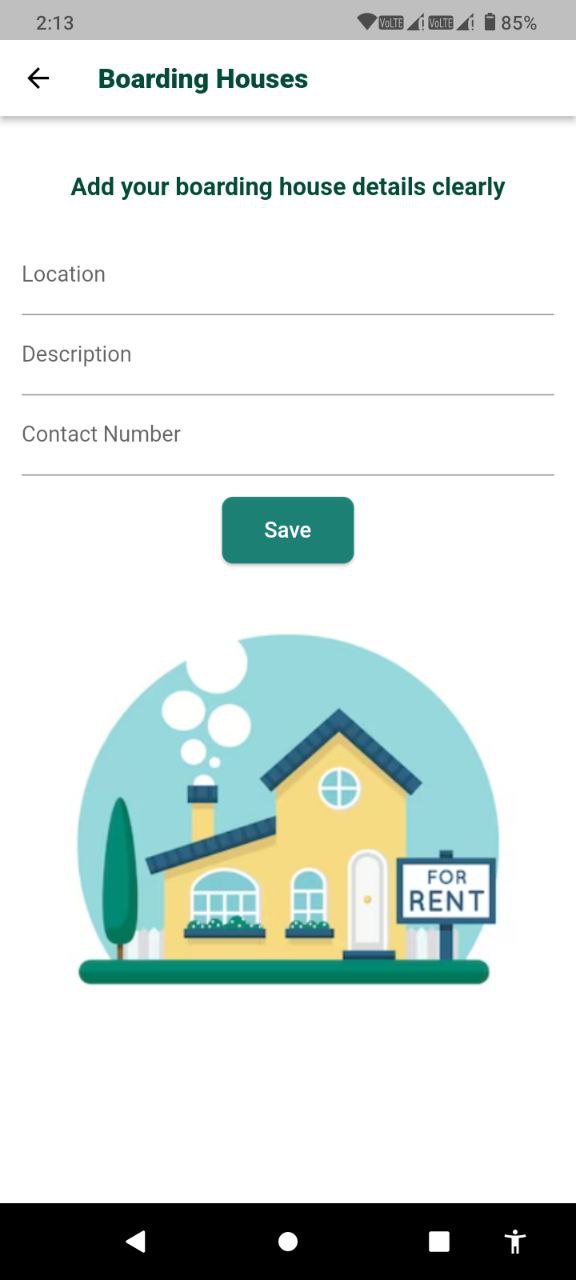 2:13
VoLTE VoLTE 85%
Boarding Houses
Add your boarding house details clearly
Location
Description
Contact Number
Save
FOR
RENT